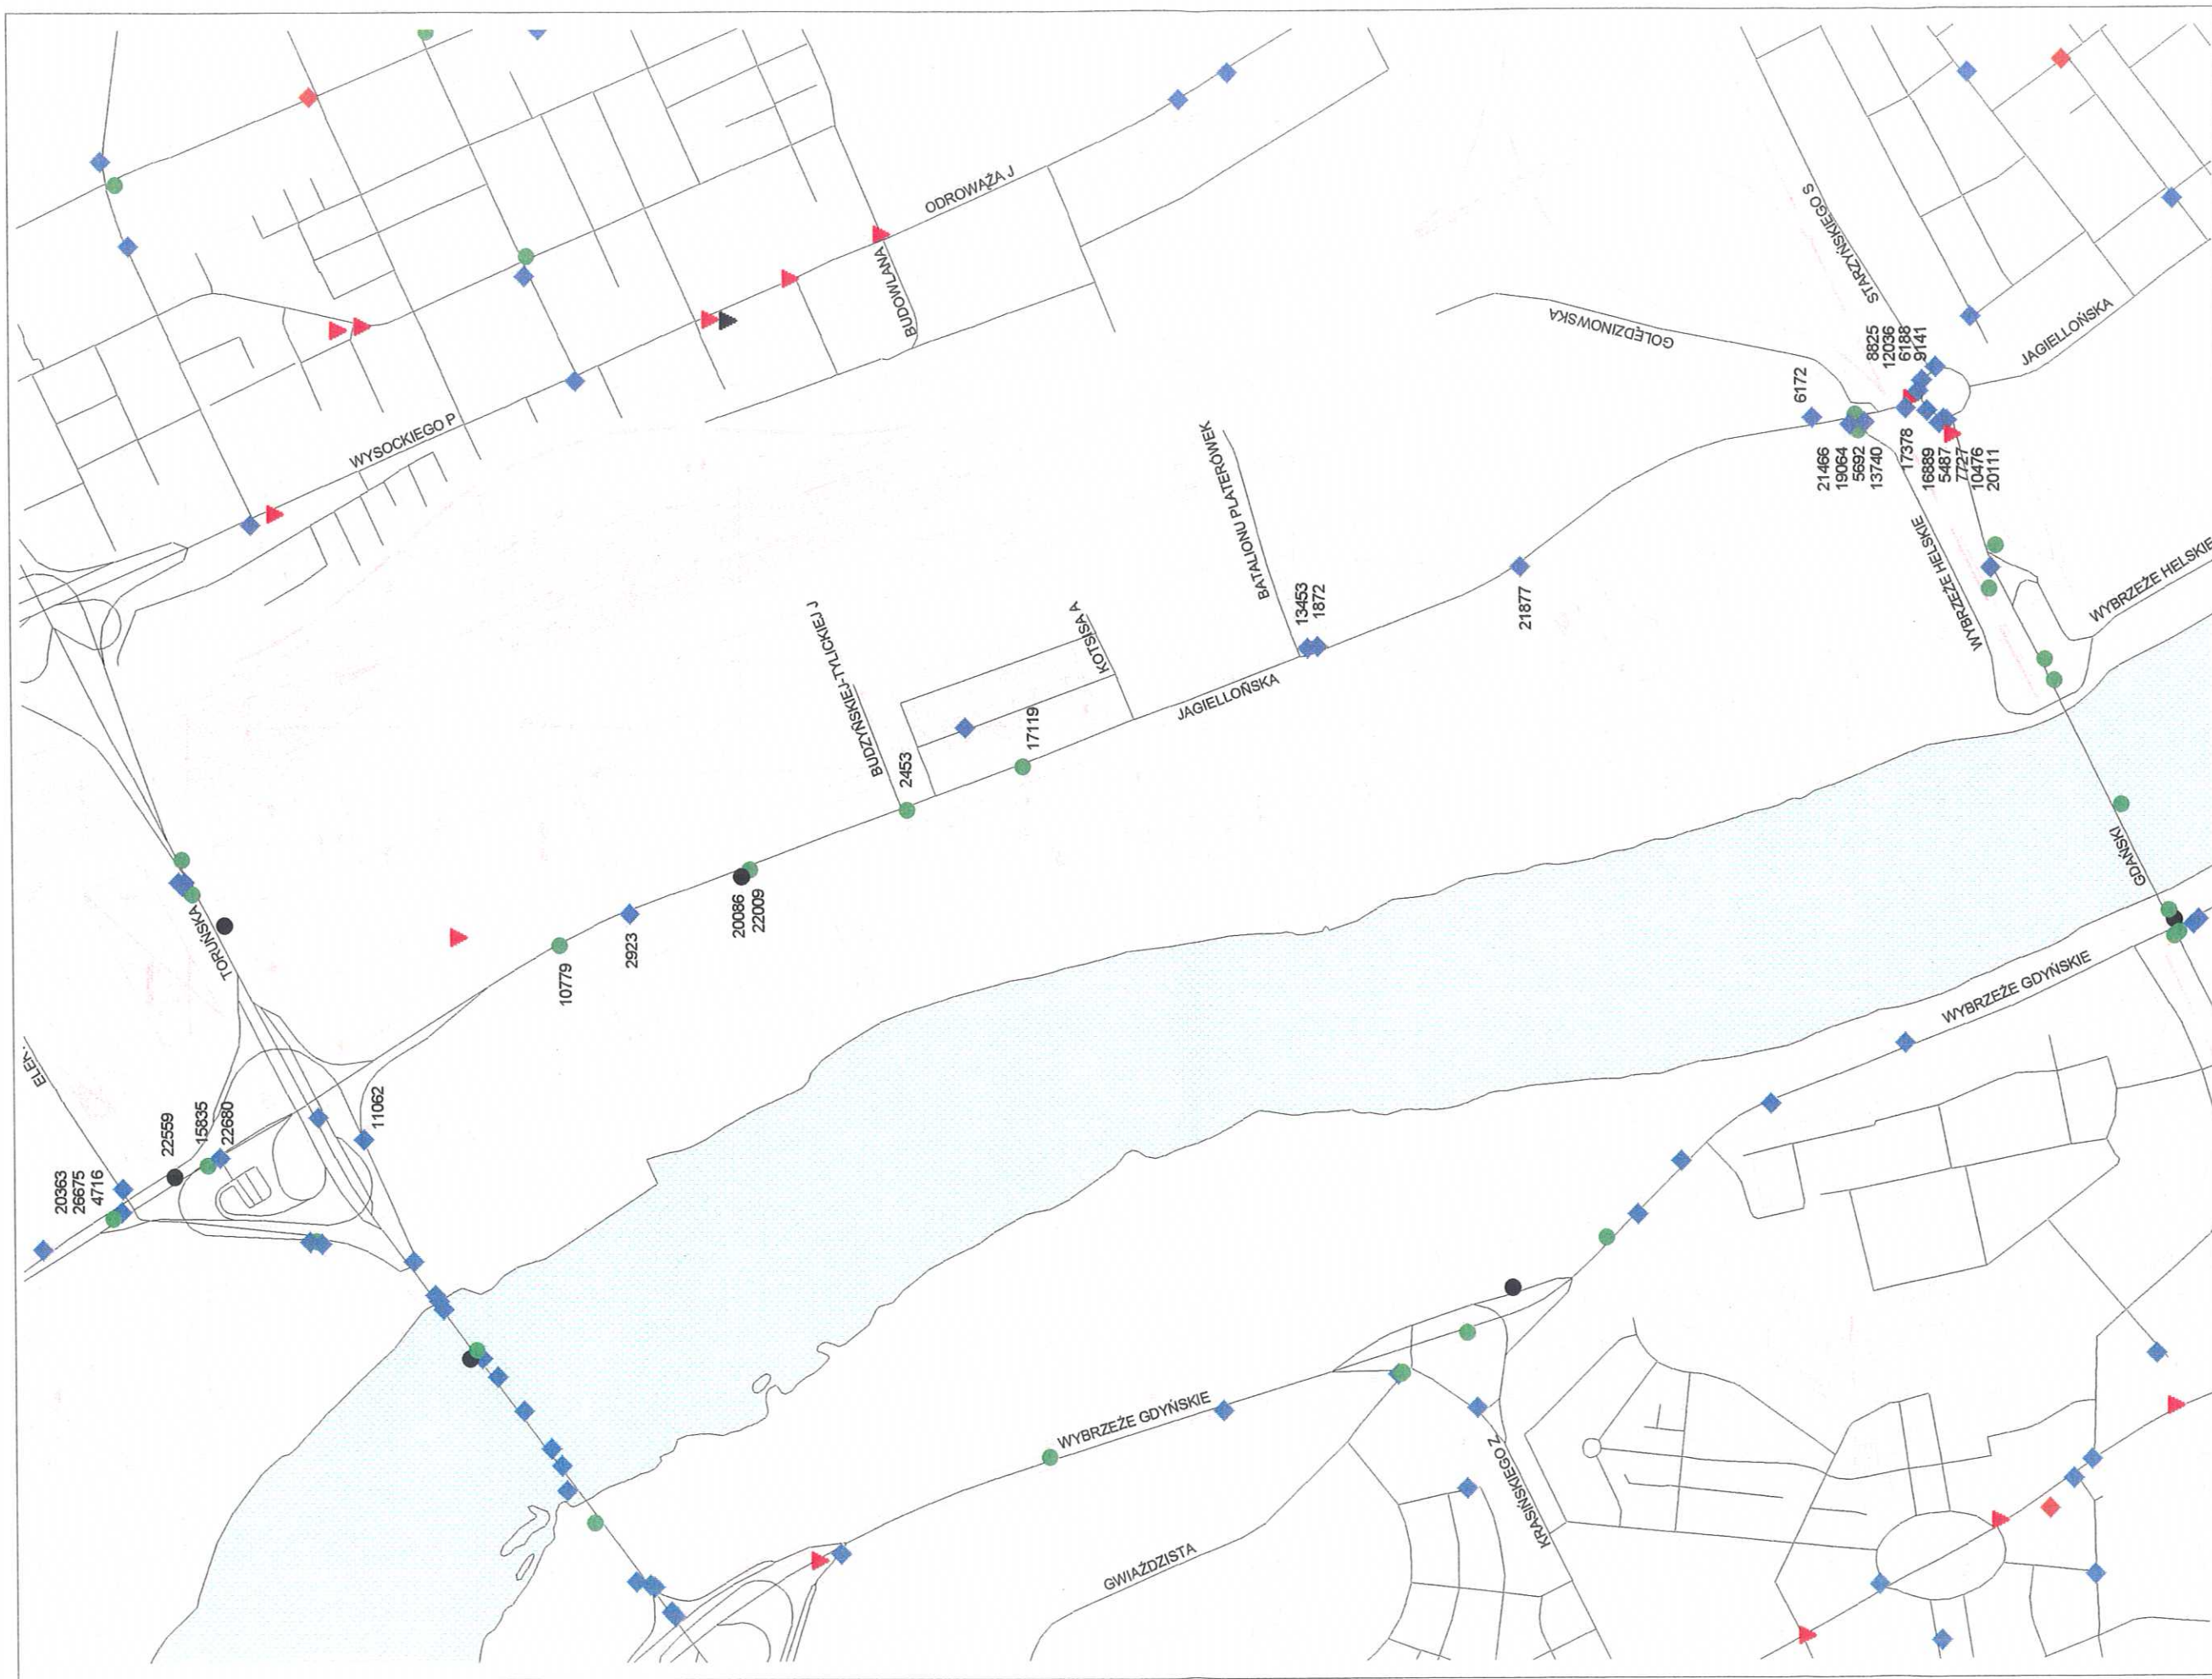 ODROWĄŻA J
BUDOWLANA
WYSOCKIEGO P
STARZYŃSKIEGO S
GOLĘDZINOWSKA
JAGIELLOŃSKA
8825
12036
6188
9141
6172
21466
19064
5692
13740
17378
16889
5487
7727
10476
20111
BATALIONU PLATERÓWEK
WYBRZEŻE HELSKIE
WYBRZEŻE HELSKIE
13453
1872
21877
KOTSISA A
BUDZYŃSKIEJ-TYLICKIEJ J
JAGIELLOŃSKA
17119
2453
GDAŃSKI
TORUŃSKA
20086
22009
2923
10779
WYBRZEŻE GDYŃSKIE
11062
22559
15835
22680
20363
26675
4716
WYBRZEŻE GDYŃSKIE
KRASIŃSKIEGO Z
GWIAŹDZISTA